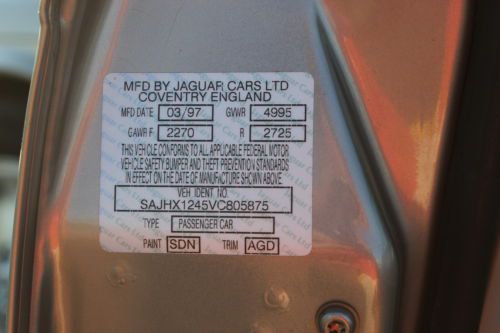 MFD BY JAGUAR CARS LTD
COVENTRY ENGLAND
MFD DATE 03/97 GVWR 4995
GAWR F 2270 R 2725
THIS VEHICLE CONFORMS TO ALL APPLICABLE FEDERAL MOTOR
VEHICLE SAFETY BUMPER AND THEFT PREVENTION STANDARDS
IN EFFECT ON THE DATE OF MANUFACTURE SHOWN ABOVE.
VEH IDENT NO.
SAJHX1245VC805875
TYPE PASSENGER CAR
PAINT SDN TRIM AGD